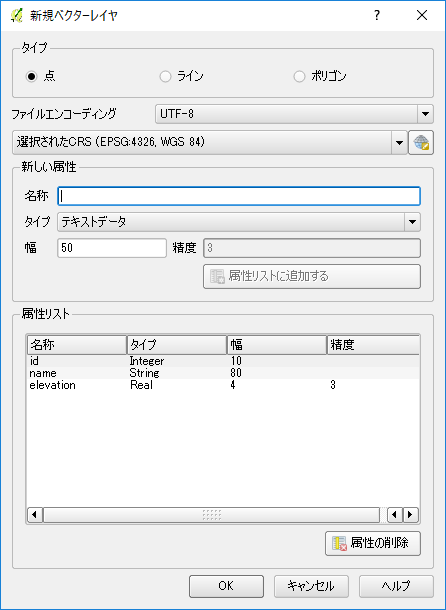 新規ベクターレイヤ ? ×
タイプ
点 ライン ポリゴン
ファイルエンコーディング UTF-8
選択されたCRS (EPSG:4326, WGS 84)
新しい属性
名称
タイプ テキストデータ
幅 50 精度 3
属性リストに追加する
属性リスト
名称 タイプ 幅 精度
id Integer 10
name String 80
elevation Real 4 3
属性の削除
OK キャンセル ヘルプ